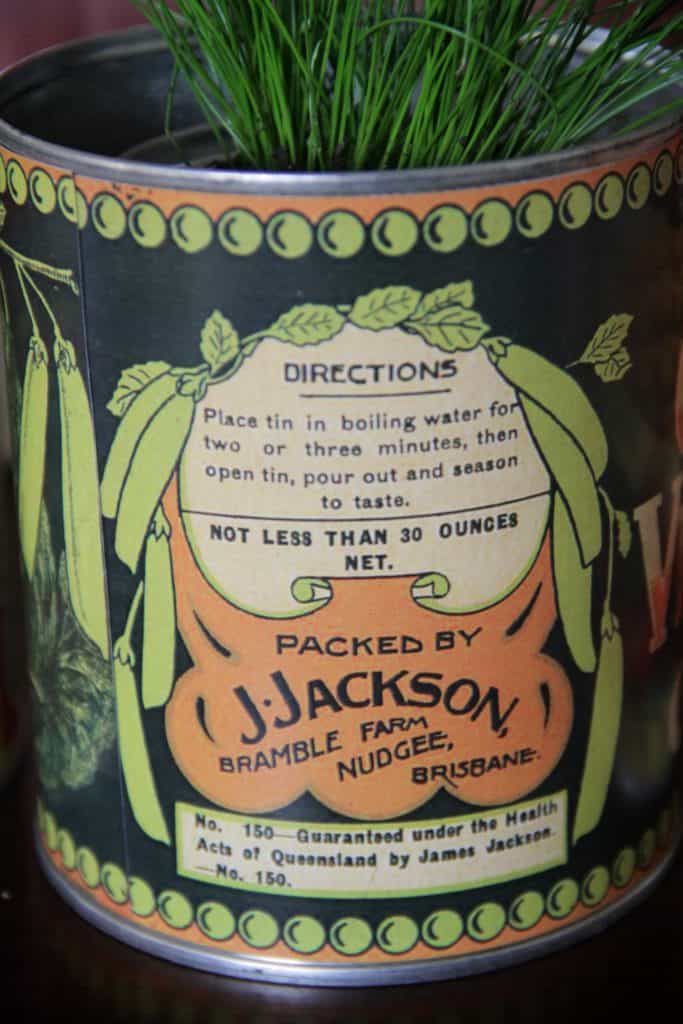 DIRECTIONS
Place tin in boiling water for
two or three minutes, then
open tin, pour out and season
to taste.
NOT LESS THAN 30 OUNCES
NET.
PACKED BY
J. JACKSON,
BRAMBLE FARM
NUDGEE,
BRISBANE.
No. 150—Guaranteed under the Health
Acts of Queensland by James Jackson.
—No. 150.